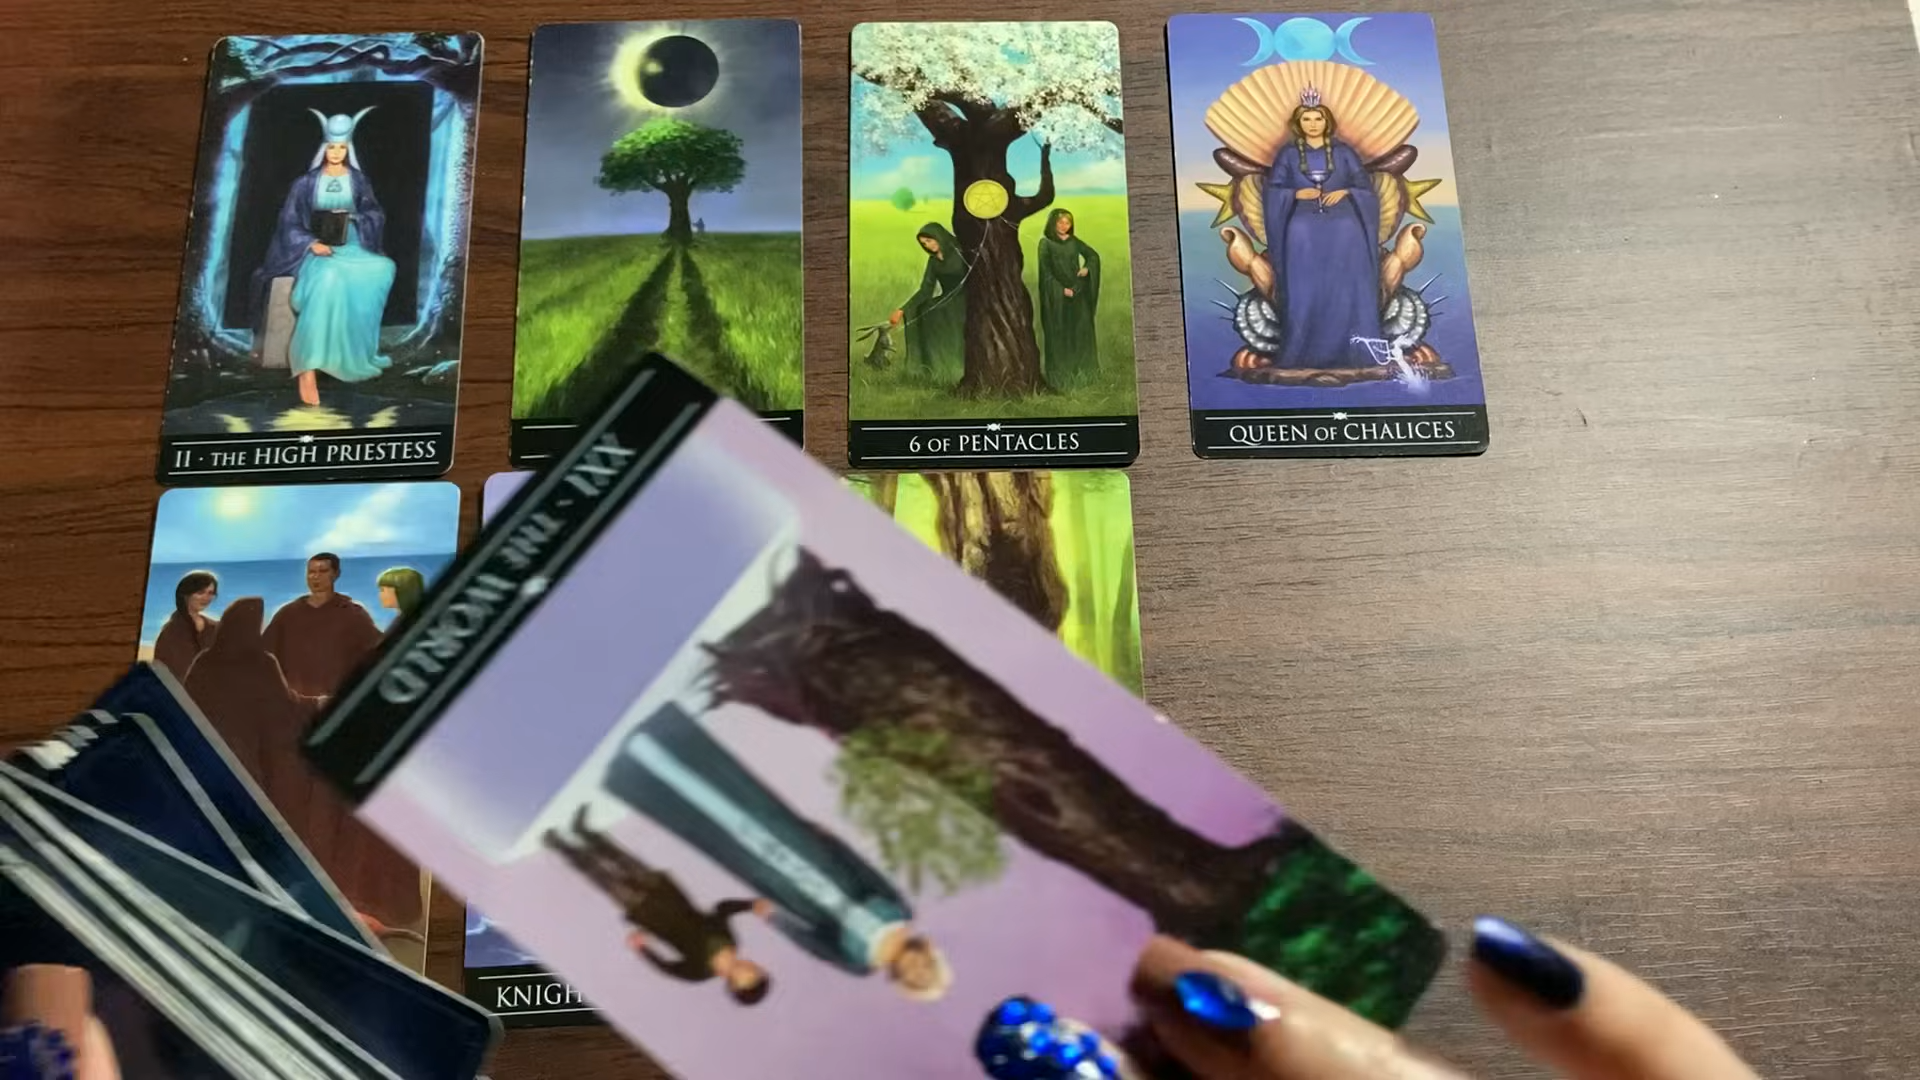 II · THE HIGH PRIESTESS
6 OF PENTACLES
QUEEN OF CHALICES
XXI · THE WORLD
KNIGH